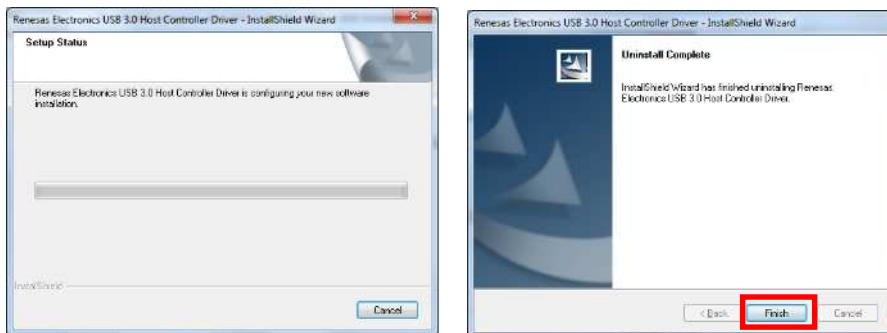 Renesas Electronics USB 3.0 Host Controller Driver - InstallShield Wizard
Setup Status
Renesas Electronics USB 3.0 Host Controller Driver is configuring your new software
installation.
InstallShield
Cancel
Renesas Electronics USB 3.0 Host Controller Driver - InstallShield Wizard
Uninstall Complete
InstallShield Wizard has finished uninstalling Renesas
Electronics USB 3.0 Host Controller Driver.
< Back
Finish
Cancel